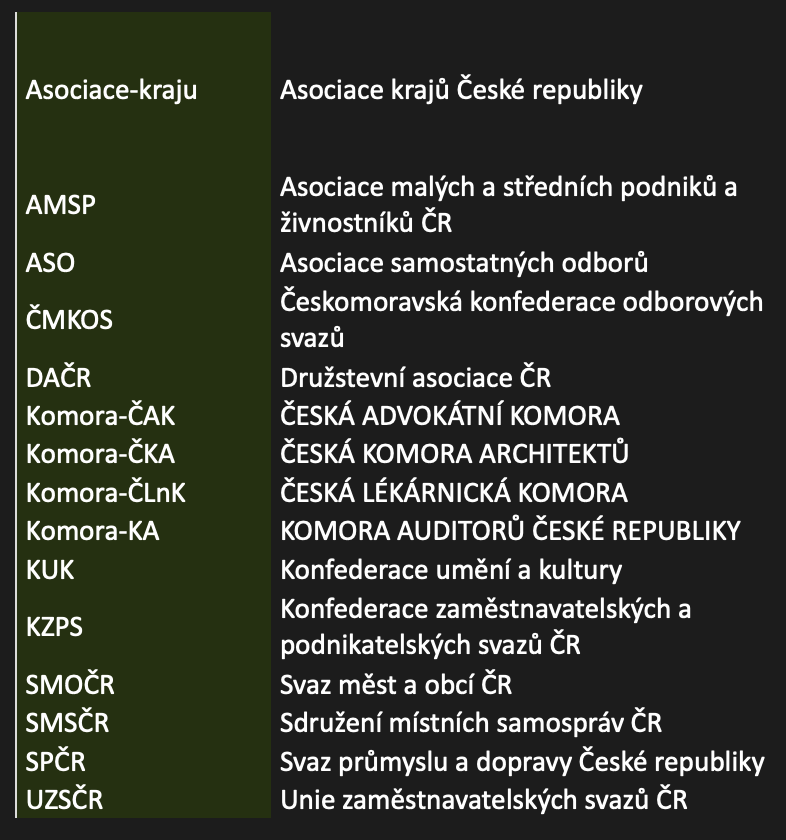 Asociace-kraju Asociace krajů České republiky
AMSP Asociace malých a středních podniků a
živnostníků ČR
ASO Asociace samostatných odborů
ČMKOS Českomoravská konfederace odborových
svazů
DAČR Družstevní asociace ČR
Komora-ČAK ČESKÁ ADVOKÁTNÍ KOMORA
Komora-ČKA ČESKÁ KOMORA ARCHITEKTŮ
Komora-ČLnK ČESKÁ LÉKÁRNICKÁ KOMORA
Komora-KA KOMORA AUDITORŮ ČESKÉ REPUBLIKY
KUK Konfederace umění a kultury
KZPS Konfederace zaměstnavatelských a
podnikatelských svazů ČR
SMOČR Svaz měst a obcí ČR
SMSČR Sdružení místních samospráv ČR
SPČR Svaz průmyslu a dopravy České republiky
UZSČR Unie zaměstnavatelských svazů ČR